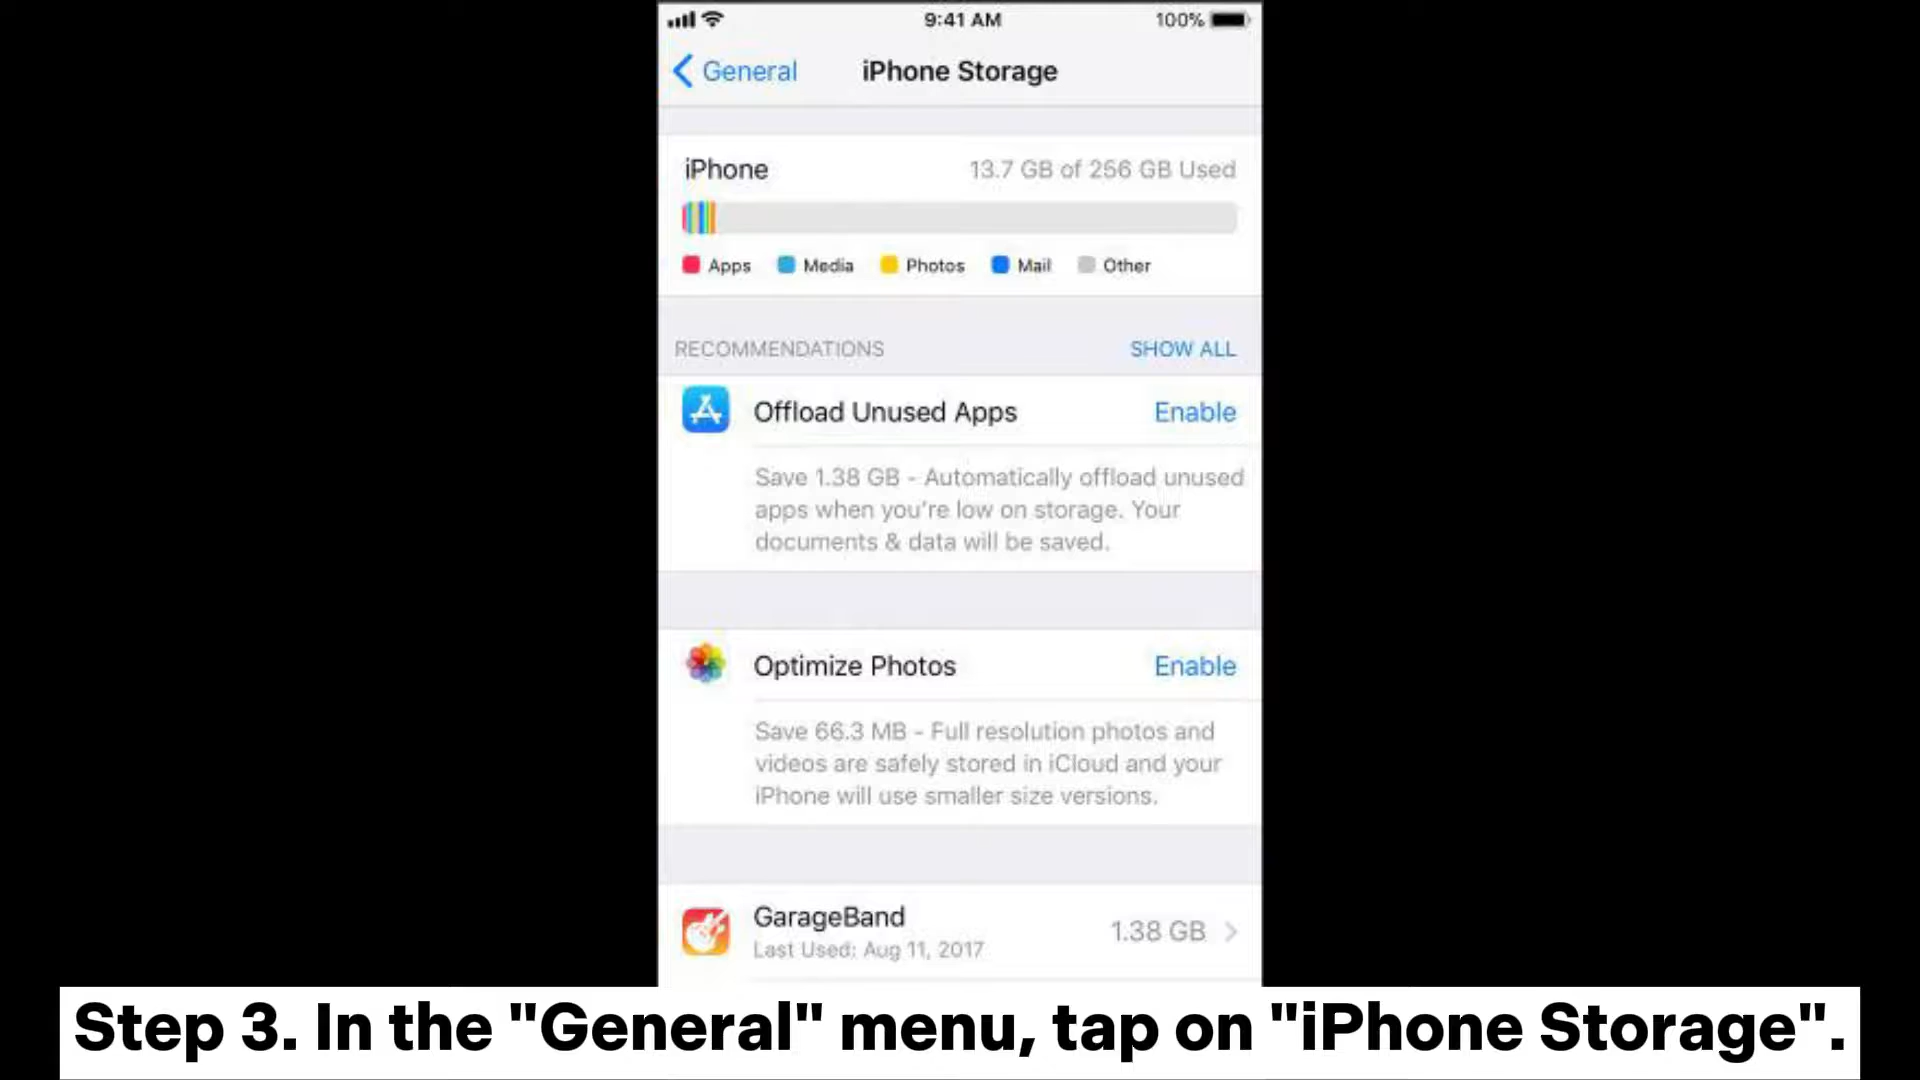 9:41 AM
100%
General
iPhone Storage
iPhone
13.7 GB of 256 GB Used
Apps
Media
Photos
Mail
Other
RECOMMENDATIONS
SHOW ALL
Offload Unused Apps
Enable
Save 1.38 GB - Automatically offload unused
apps when you're low on storage. Your
documents & data will be saved.
Optimize Photos
Enable
Save 66.3 MB - Full resolution photos and
videos are safely stored in iCloud and your
iPhone will use smaller size versions.
GarageBand
1.38 GB
Last Used: Aug 11, 2017
Step 3. In the "General" menu, tap on "iPhone Storage".